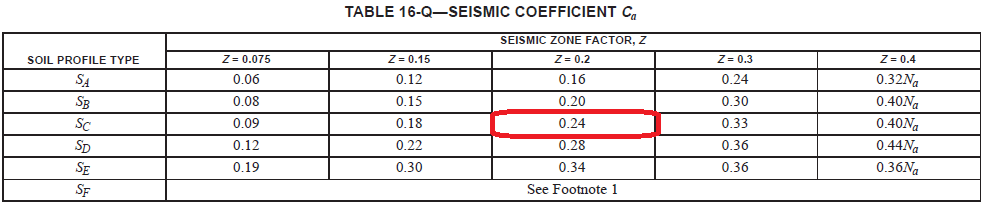 TABLE 16-Q—SEISMIC COEFFICIENT Ca
SOIL PROFILE TYPE SEISMIC ZONE FACTOR, Z
Z = 0.075 Z = 0.15 Z = 0.2 Z = 0.3 Z = 0.4
SA 0.06 0.12 0.16 0.24 0.32Na
SB 0.08 0.15 0.20 0.30 0.40Na
SC 0.09 0.18 0.24 0.33 0.40Na
SD 0.12 0.22 0.28 0.36 0.44Na
SE 0.19 0.30 0.34 0.36 0.36Na
SF See Footnote 1